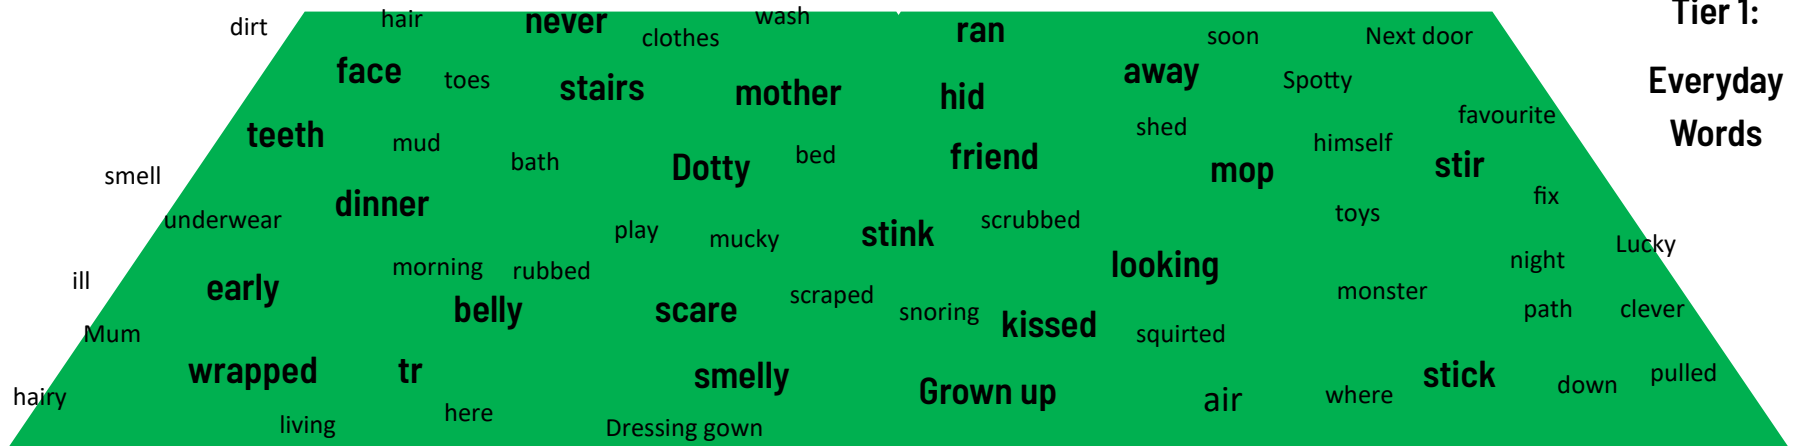 dirt
hair
never
clothes
wash
ran
soon
Next door
Tier 1:
Everyday
Words
face
toes
stairs
mother
hid
away
Spotty
favourite
teeth
mud
bath
Dotty
bed
friend
shed
mop
himself
stir
smell
underwear
dinner
play
mucky
stink
scrubbed
toys
fix
Lucky
ill
early
morning
rubbed
belly
scare
scraped
snoring
kissed
looking
squirted
monster
night
path
clever
Mum
hairy
wrapped
tr
living
here
smelly
Dressing gown
Grown up
air
where
stick
down
pulled